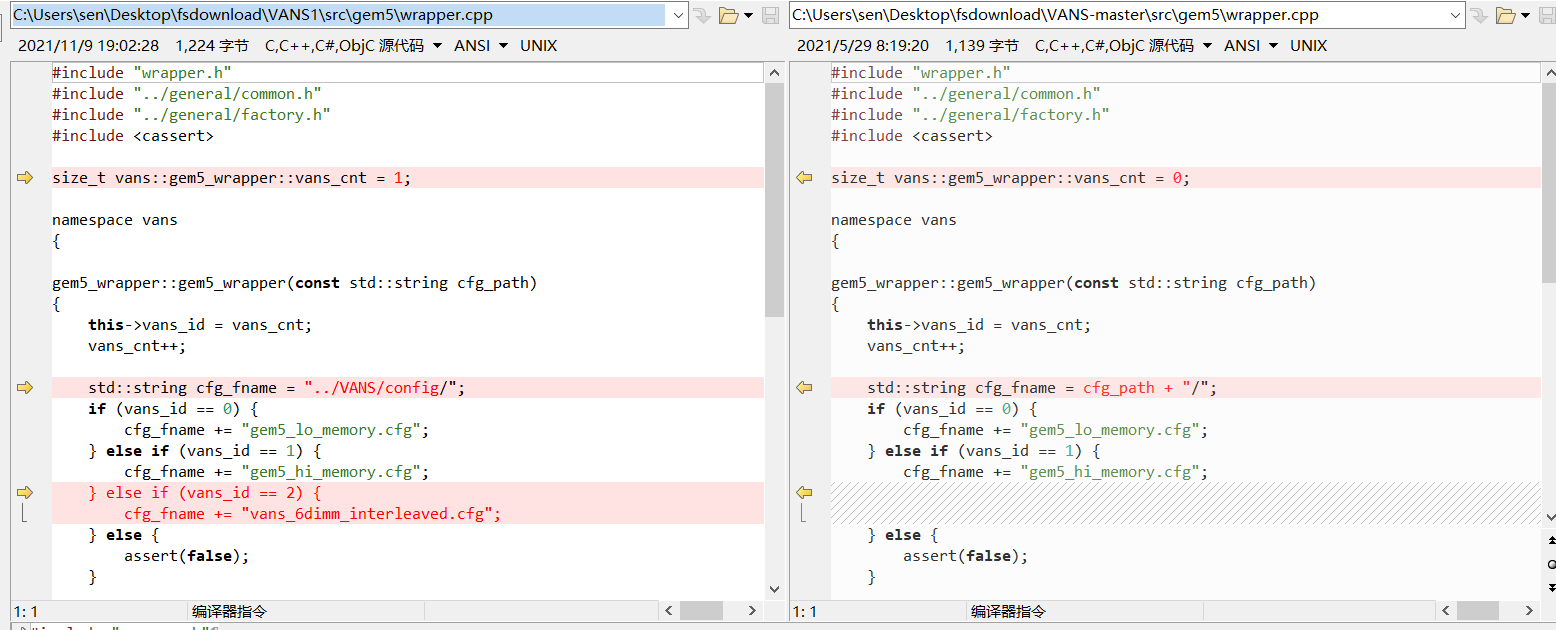 C:\Users\sen\Desktop\fsdownload\VANS1\src\gem5\wrapper.cpp
2021/11/9 19:02:28 1,224 字节 C,C++,C#,ObjC 源代码 ANSI UNIX
#include "wrapper.h"
#include "../general/common.h"
#include "../general/factory.h"
#include <cassert>
size_t vans::gem5_wrapper::vans_cnt = 1;
namespace vans
{
gem5_wrapper::gem5_wrapper(const std::string cfg_path)
{
this->vans_id = vans_cnt;
vans_cnt++;
std::string cfg_fname = "../VANS/config/";
if (vans_id == 0) {
cfg_fname += "gem5_lo_memory.cfg";
} else if (vans_id == 1) {
cfg_fname += "gem5_hi_memory.cfg";
} else if (vans_id == 2) {
cfg_fname += "vans_6dimm_interleaved.cfg";
} else {
assert(false);
}
1: 1 编译器指令
C:\Users\sen\Desktop\fsdownload\VANS-master\src\gem5\wrapper.cpp
2021/5/29 8:19:20 1,139 字节 C,C++,C#,ObjC 源代码 ANSI UNIX
#include "wrapper.h"
#include "../general/common.h"
#include "../general/factory.h"
#include <cassert>
size_t vans::gem5_wrapper::vans_cnt = 0;
namespace vans
{
gem5_wrapper::gem5_wrapper(const std::string cfg_path)
{
this->vans_id = vans_cnt;
vans_cnt++;
std::string cfg_fname = cfg_path + "/";
if (vans_id == 0) {
cfg_fname += "gem5_lo_memory.cfg";
} else if (vans_id == 1) {
cfg_fname += "gem5_hi_memory.cfg";
} else {
assert(false);
}
1: 1 编译器指令